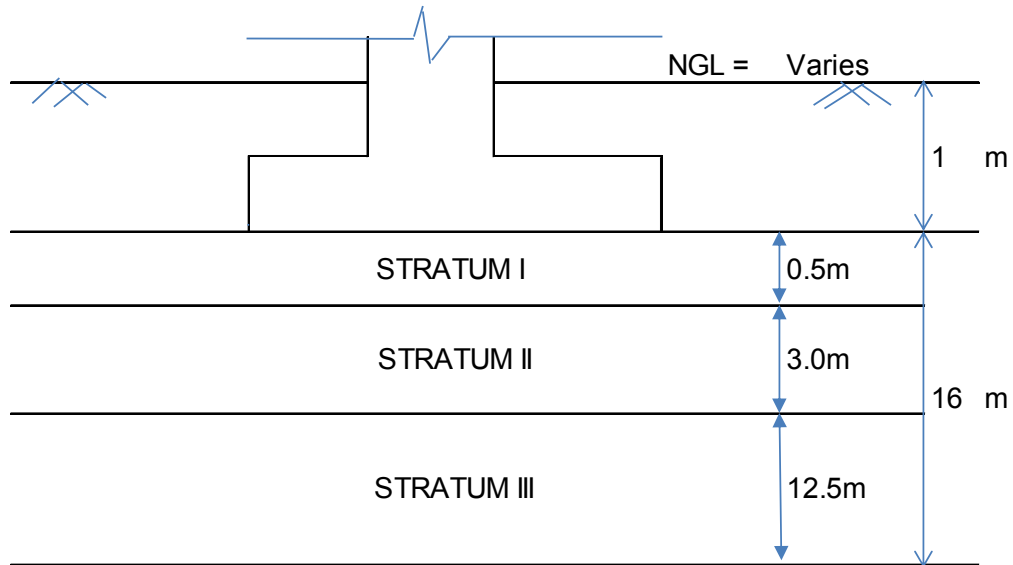 NGL = Varies
1 m
STRATUM I 0.5m
STRATUM II 3.0m
16 m
STRATUM III 12.5m